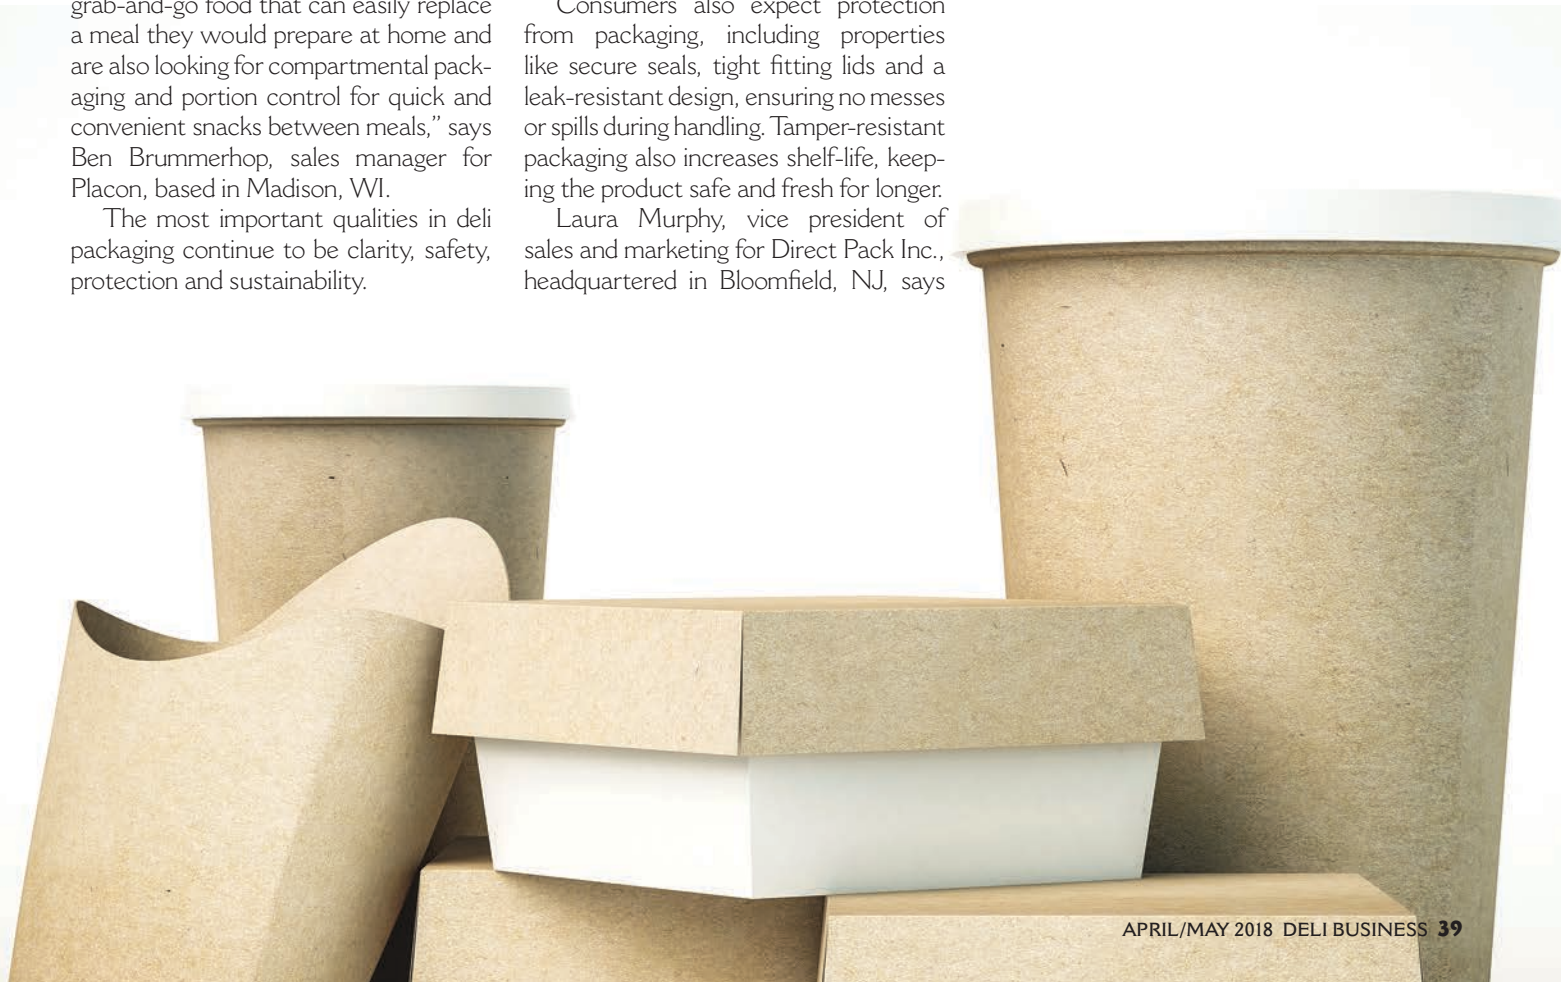 grab-and-go food that can easily replace
a meal they would prepare at home and
are also looking for compartmental pack-
aging and portion control for quick and
convenient snacks between meals,” says
Ben Brummerhop, sales manager for
Placon, based in Madison, WI.
The most important qualities in deli
packaging continue to be clarity, safety,
protection and sustainability.
Consumers also expect protection
from packaging, including properties
like secure seals, tight fitting lids and a
leak-resistant design, ensuring no messes
or spills during handling. Tamper-resistant
packaging also increases shelf-life, keep-
ing the product safe and fresh for longer.
Laura Murphy, vice president of
sales and marketing for Direct Pack Inc.,
headquartered in Bloomfield, NJ, says
APRIL/MAY 2018 DELI BUSINESS 39